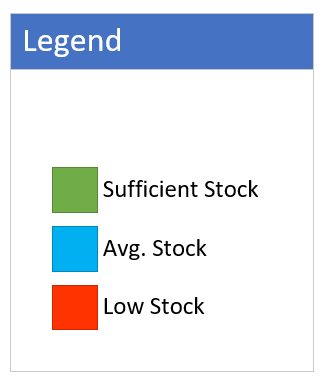 Legend
Sufficient Stock
Avg. Stock
Low Stock